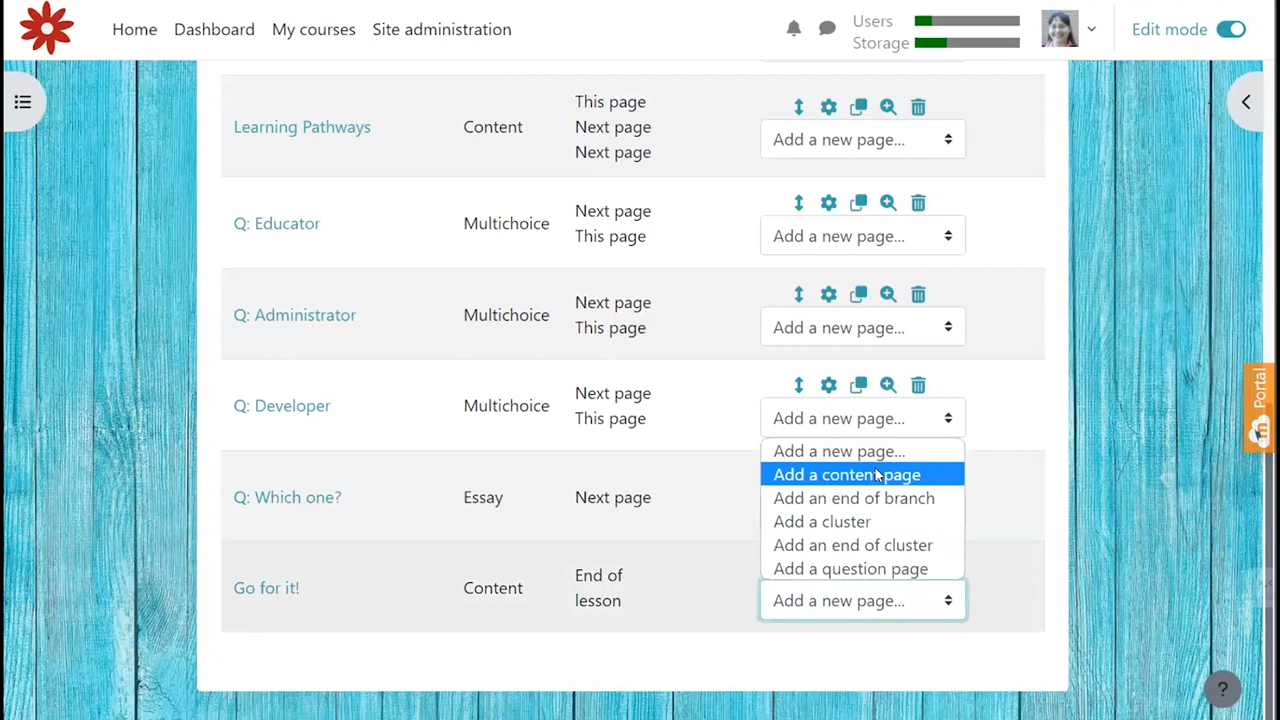 Home Dashboard My courses Site administration
Users
Storage
Edit mode
Learning Pathways Content This page
Next page
Next page
Add a new page...
Q: Educator Multichoice Next page
This page
Add a new page...
Q: Administrator Multichoice Next page
This page
Add a new page...
Q: Developer Multichoice Next page
This page
Add a new page...
Add a new page...
Add a content page
Q: Which one? Essay Next page
Add an end of branch
Add a cluster
Add an end of cluster
Add a question page
Go for it! Content End of
lesson
Add a new page...
Portal
m
?